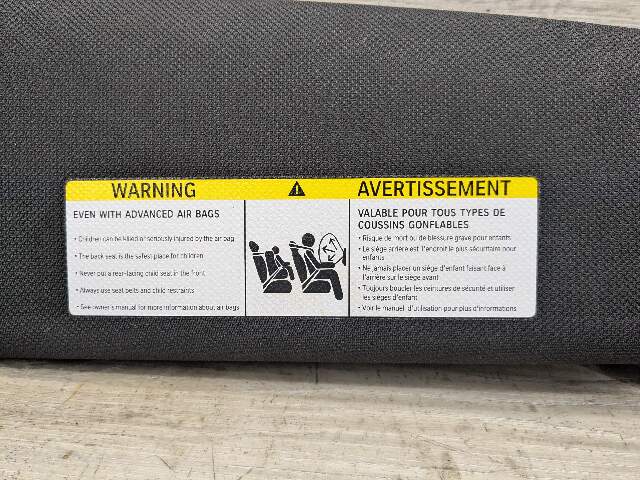 WARNING
EVEN WITH ADVANCED AIR BAGS
• Children can be killed or seriously injured by the air bag
• The back seat is the safest place for children
• Never put a rear-facing child seat in the front
• Always use seat belts and child restraints
• See owner's manual for more information about air bags
AVERTISSEMENT
VALABLE POUR TOUS TYPES DE
COUSSINS GONFLABLES
• Risque de mort ou de blessure grave pour enfants
• Le siège arrière est l'endroit le plus sécuritaire pour
enfants
• Ne jamais placer un siège d'enfant faisant face à
l'arrière sur le siège avant
• Toujours boucler les ceintures de sécurité et utiliser
les sièges d'enfant
• Voir le manuel d'utilisation pour plus d'informations